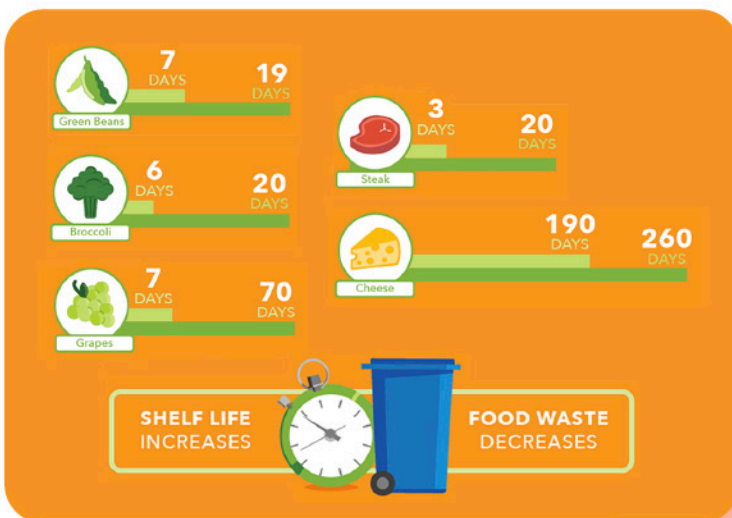 7
DAYS
19
DAYS
Green Beans
6
DAYS
20
DAYS
Broccoli
7
DAYS
70
DAYS
Grapes
3
DAYS
20
DAYS
Steak
190
DAYS
260
DAYS
Cheese
SHELF LIFE
INCREASES
FOOD WASTE
DECREASES